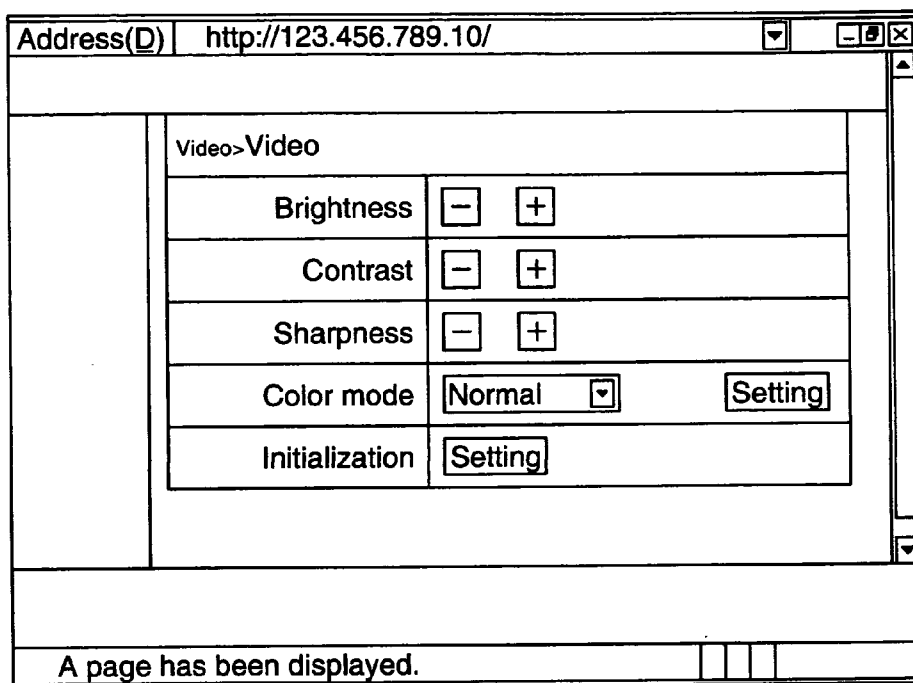 Address(D) http://123.456.789.10/
Video>Video
Brightness − +
Contrast − +
Sharpness − +
Color mode Normal Setting
Initialization Setting
A page has been displayed.